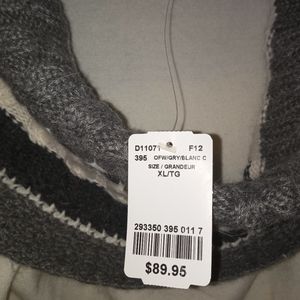 D11071 F12
395 OFW/GRY/BLANC C
SIZE / GRANDEUR
XL/TG
293350 395 011 7
$89.95